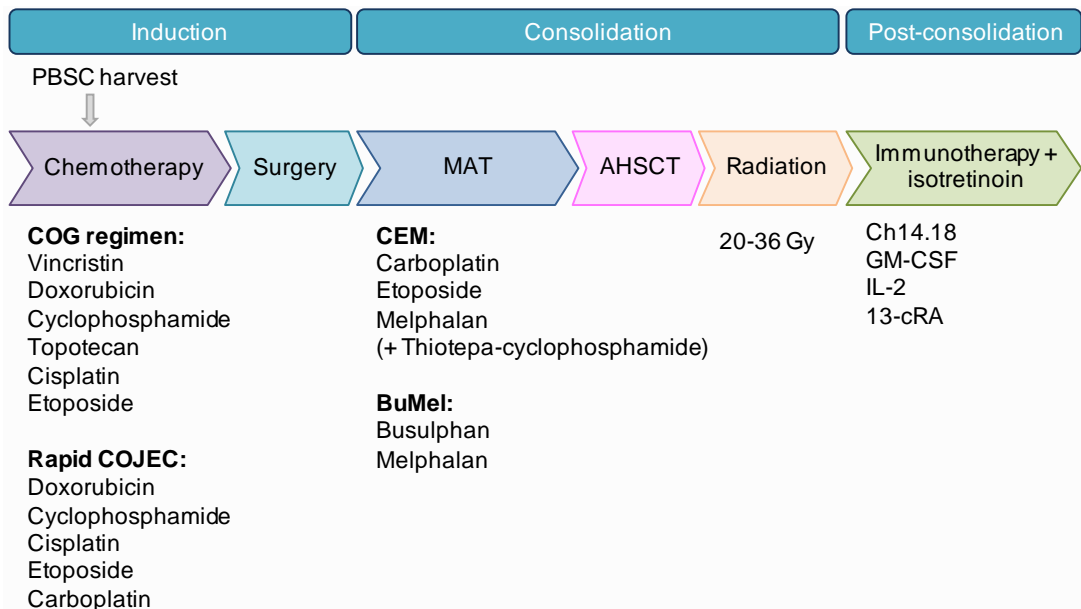 Induction
Consolidation
Post-consolidation
PBSC harvest
Chemotherapy
Surgery
MAT
AHSCT
Radiation
Immunotherapy +
isotretinoin
COG regimen:
Vincristin
Doxorubicin
Cyclophosphamide
Topotecan
Cisplatin
Etoposide
Rapid COJEC:
Doxorubicin
Cyclophosphamide
Cisplatin
Etoposide
Carboplatin
CEM:
Carboplatin
Etoposide
Melphalan
(+ Thiotepa-cyclophosphamide)
BuMel:
Busulphan
Melphalan
20-36 Gy
Ch14.18
GM-CSF
IL-2
13-cRA